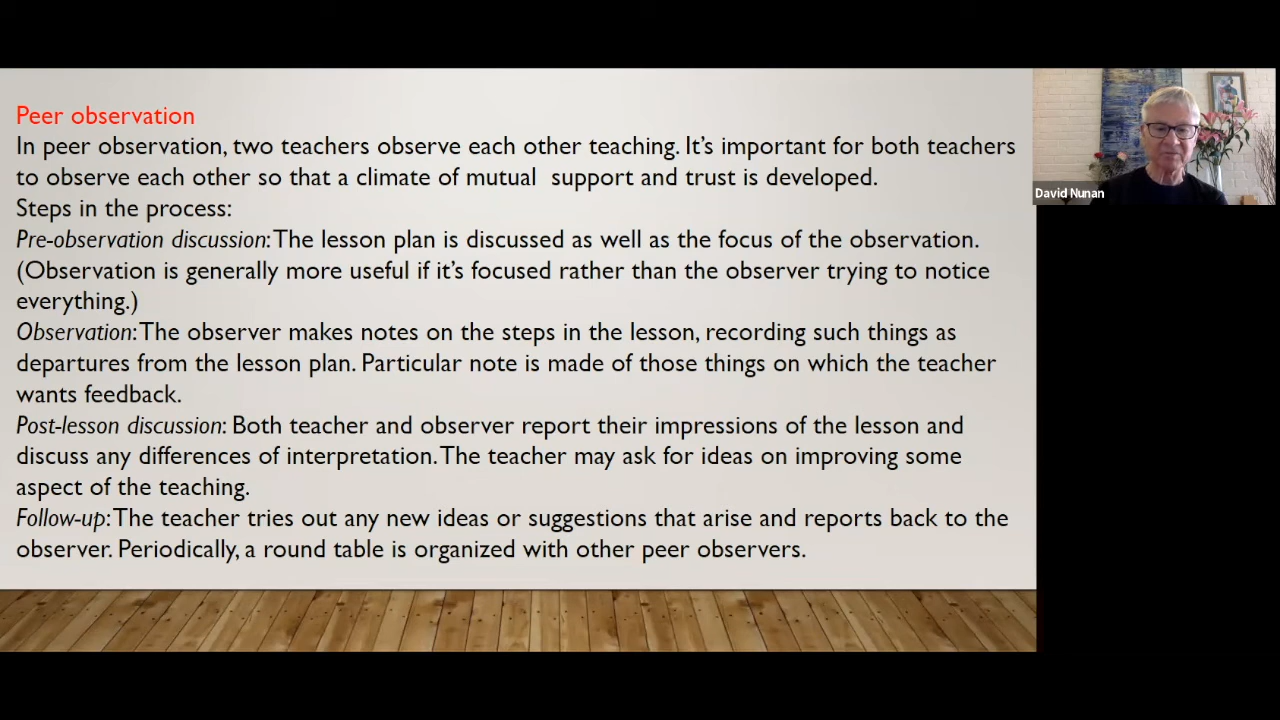 Peer observation
In peer observation, two teachers observe each other teaching. It's important for both teachers
to observe each other so that a climate of mutual  support and trust is developed.
Steps in the process:
Pre-observation discussion: The lesson plan is discussed as well as the focus of the observation.
(Observation is generally more useful if it's focused rather than the observer trying to notice
everything.)
Observation: The observer makes notes on the steps in the lesson, recording such things as
departures from the lesson plan. Particular note is made of those things on which the teacher
wants feedback.
Post-lesson discussion: Both teacher and observer report their impressions of the lesson and
discuss any differences of interpretation. The teacher may ask for ideas on improving some
aspect of the teaching.
Follow-up: The teacher tries out any new ideas or suggestions that arise and reports back to the
observer. Periodically, a round table is organized with other peer observers.
David Nunan